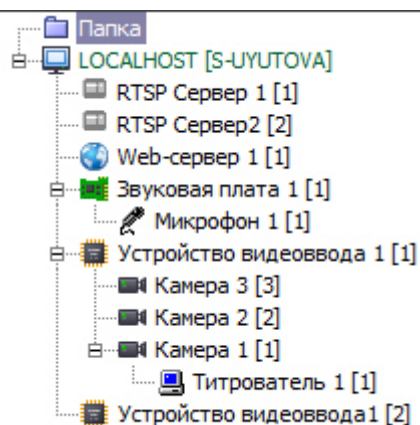 Папка
LOCALHOST [S-UYUTOVA]
RTSP Сервер 1 [1]
RTSP Сервер2 [2]
Web-сервер 1 [1]
Звуковая плата 1 [1]
Микрофон 1 [1]
Устройство видеоввода 1 [1]
Камера 3 [3]
Камера 2 [2]
Камера 1 [1]
Титрователь 1 [1]
Устройство видеоввода1 [2]